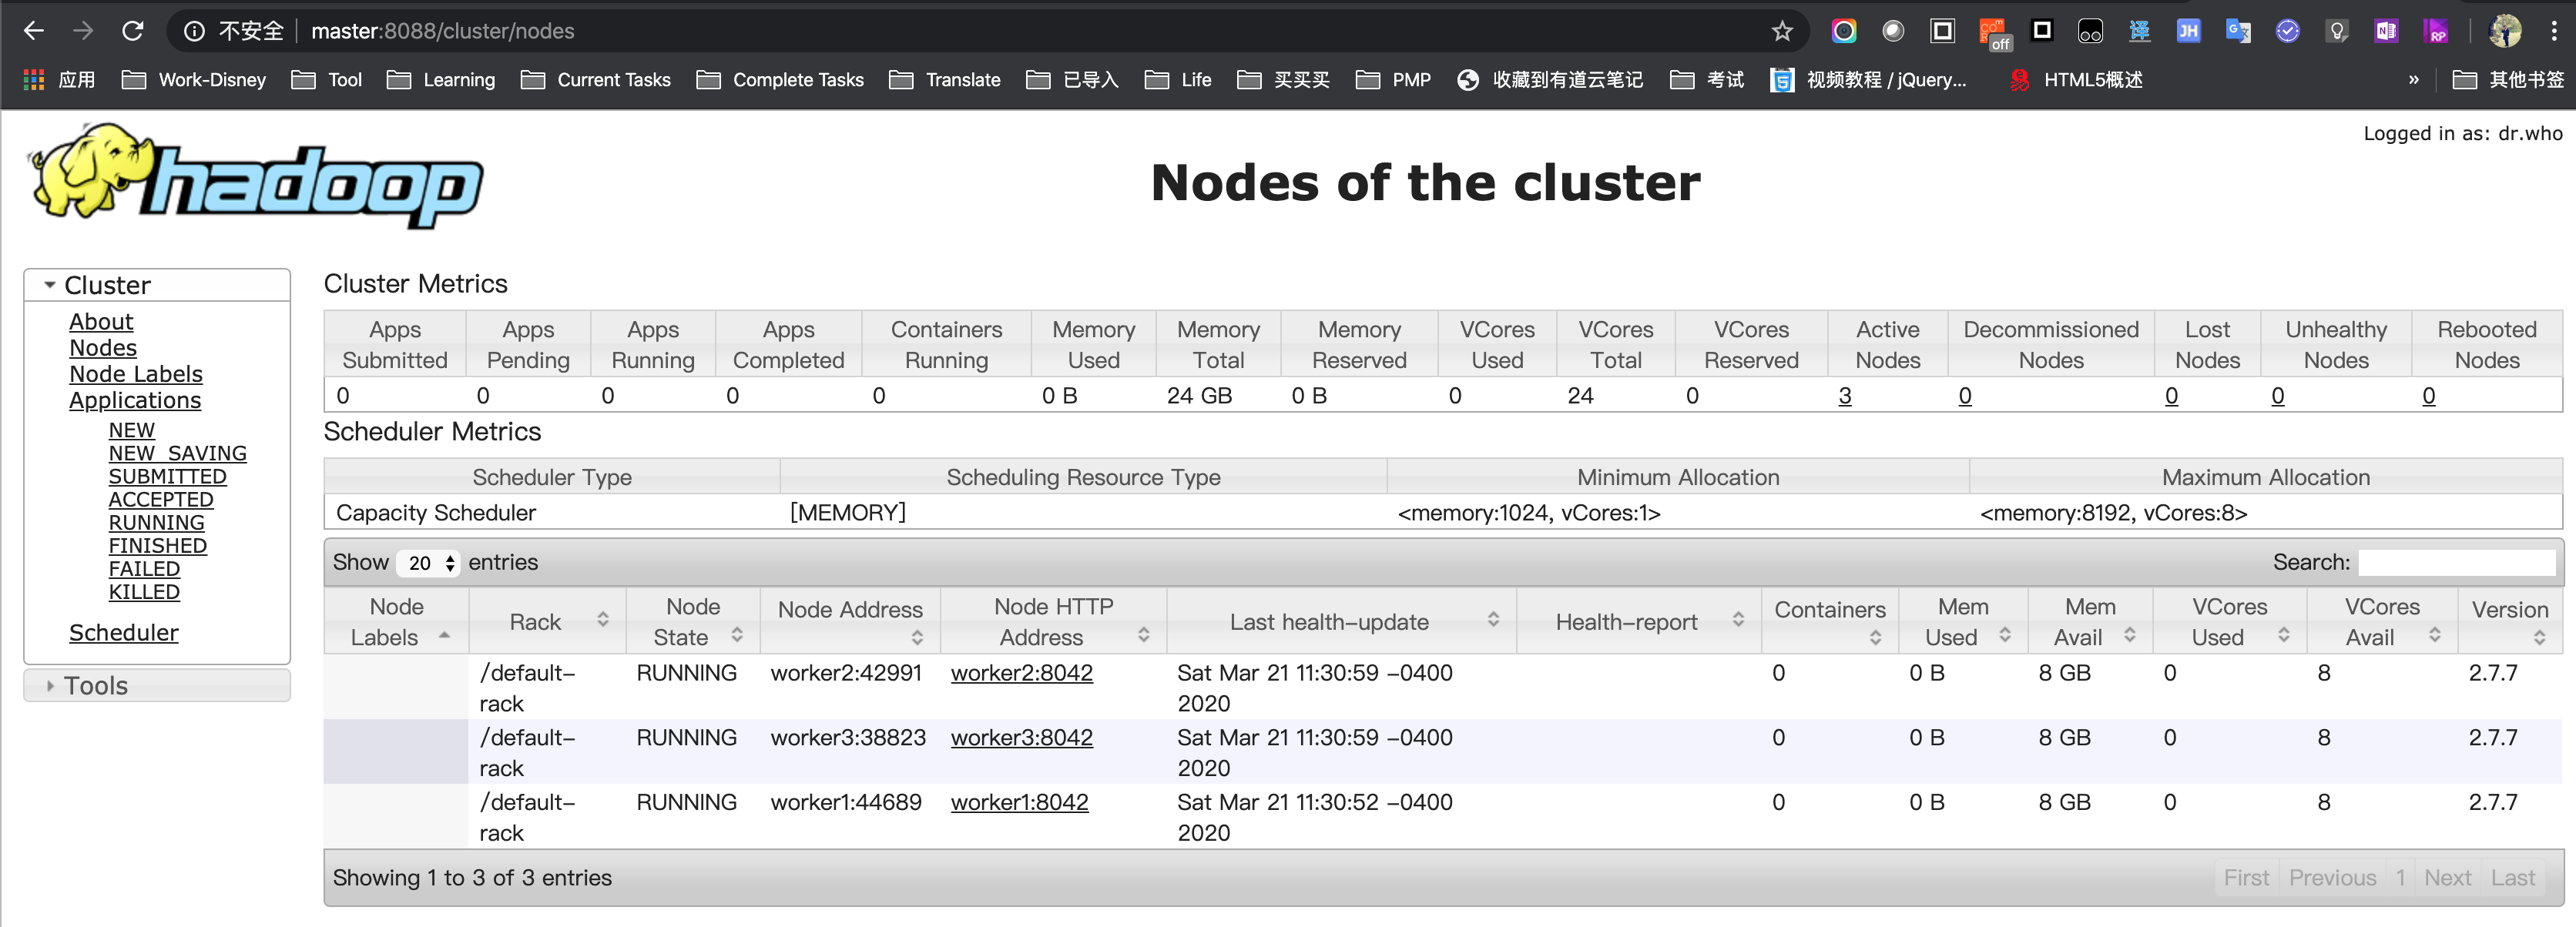 不安全 master:8088/cluster/nodes
off
应用 Work-Disney Tool Learning Current Tasks Complete Tasks Translate 已导入 Life 买买买 PMP 收藏到有道云笔记 考试 视频教程 / jQuery... HTML5概述 » 其他书签
Logged in as: dr.who
hadoop
Nodes of the cluster
Cluster
About
Nodes
Node Labels
Applications
NEW
NEW_SAVING
SUBMITTED
ACCEPTED
RUNNING
FINISHED
FAILED
KILLED
Scheduler
Tools
Cluster Metrics
Apps Submitted Apps Pending Apps Running Apps Completed Containers Running Memory Used Memory Total Memory Reserved VCores Used VCores Total VCores Reserved Active Nodes Decommissioned Nodes Lost Nodes Unhealthy Nodes Rebooted Nodes
0 0 0 0 0 0 B 24 GB 0 B 0 24 0 3 0 0 0 0
Scheduler Metrics
Scheduler Type Scheduling Resource Type Minimum Allocation Maximum Allocation
Capacity Scheduler [MEMORY] <memory:1024, vCores:1> <memory:8192, vCores:8>
Show 20 entries Search:
Node Labels Rack Node State Node Address Node HTTP Address Last health-update Health-report Containers Mem Used Mem Avail VCores Used VCores Avail Version
/default-rack RUNNING worker2:42991 worker2:8042 Sat Mar 21 11:30:59 -0400 2020 0 0 B 8 GB 0 8 2.7.7
/default-rack RUNNING worker3:38823 worker3:8042 Sat Mar 21 11:30:59 -0400 2020 0 0 B 8 GB 0 8 2.7.7
/default-rack RUNNING worker1:44689 worker1:8042 Sat Mar 21 11:30:52 -0400 2020 0 0 B 8 GB 0 8 2.7.7
Showing 1 to 3 of 3 entries First Previous 1 Next Last